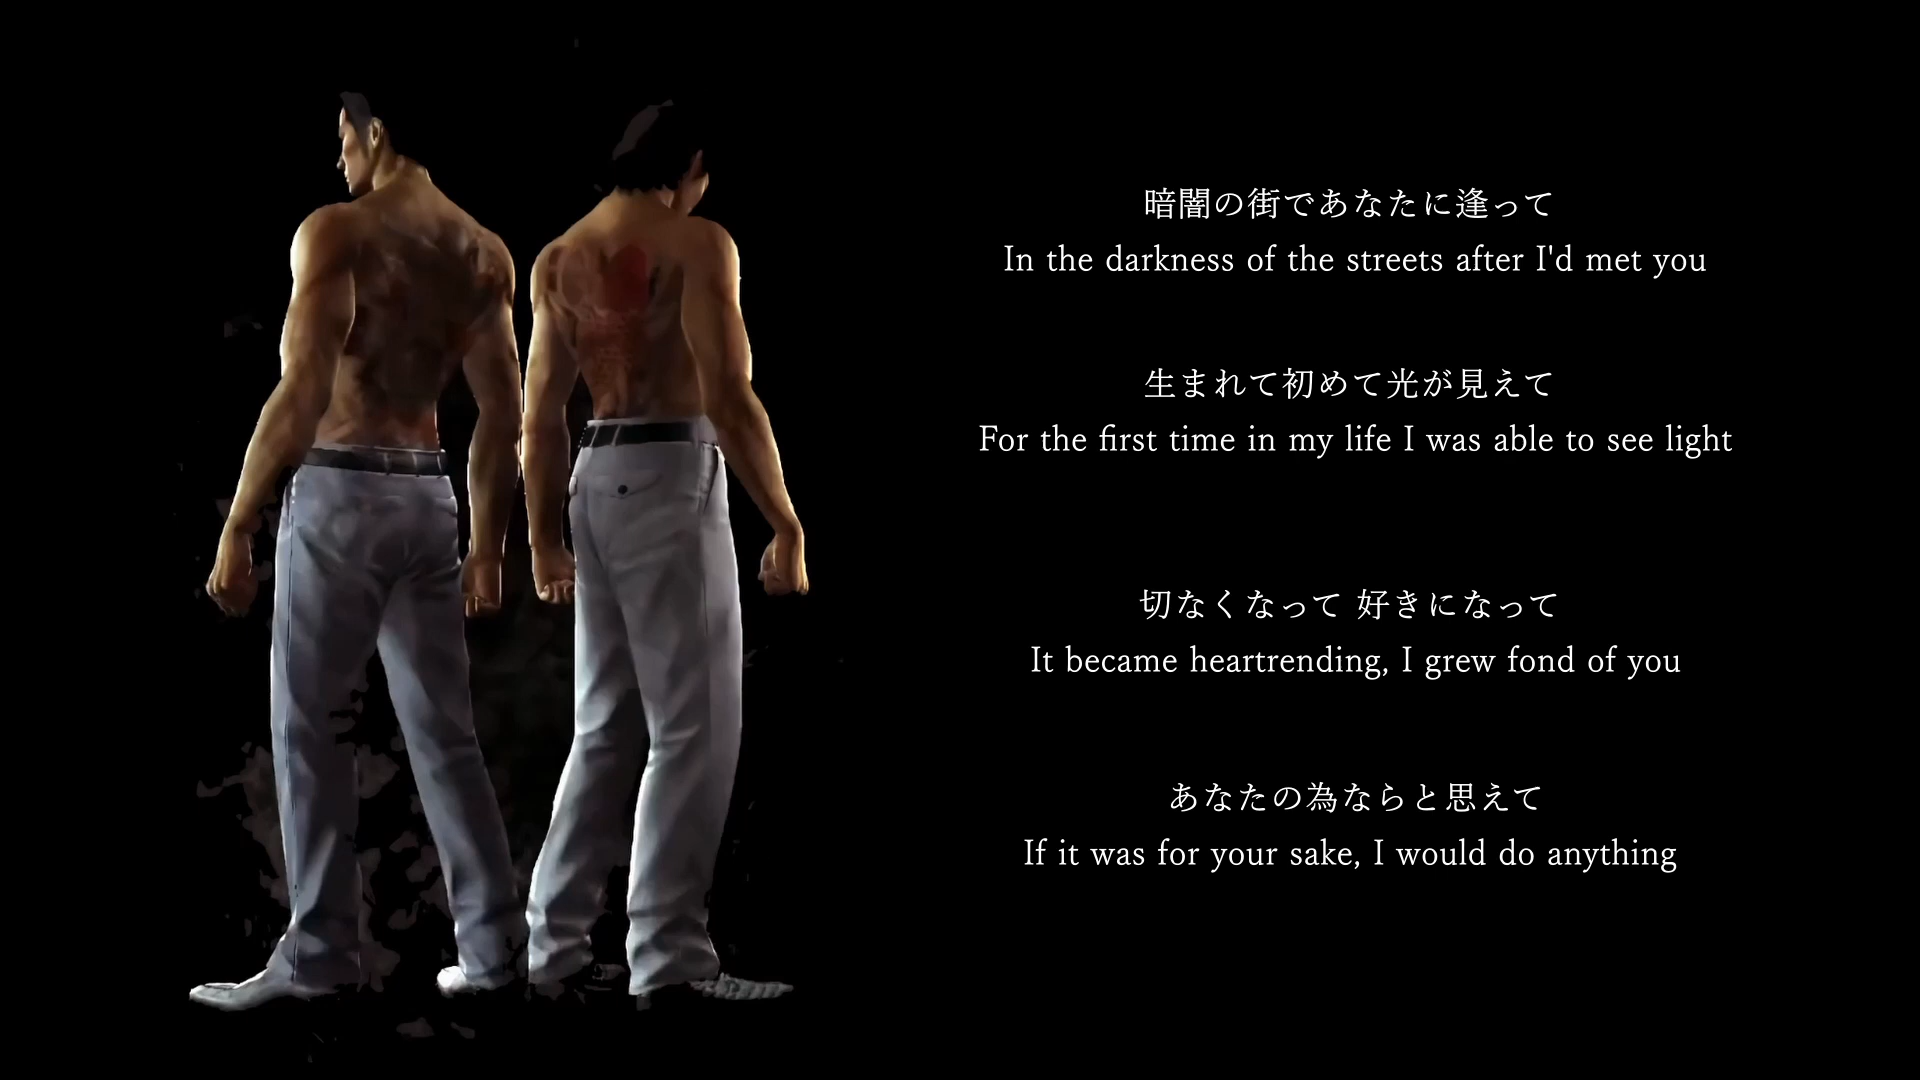 暗闇の街であなたに逢って
In the darkness of the streets after I'd met you
生まれて初めて光が見えて
For the first time in my life I was able to see light
切なくなって 好きになって
It became heartrending, I grew fond of you
あなたの為ならと思えて
If it was for your sake, I would do anything